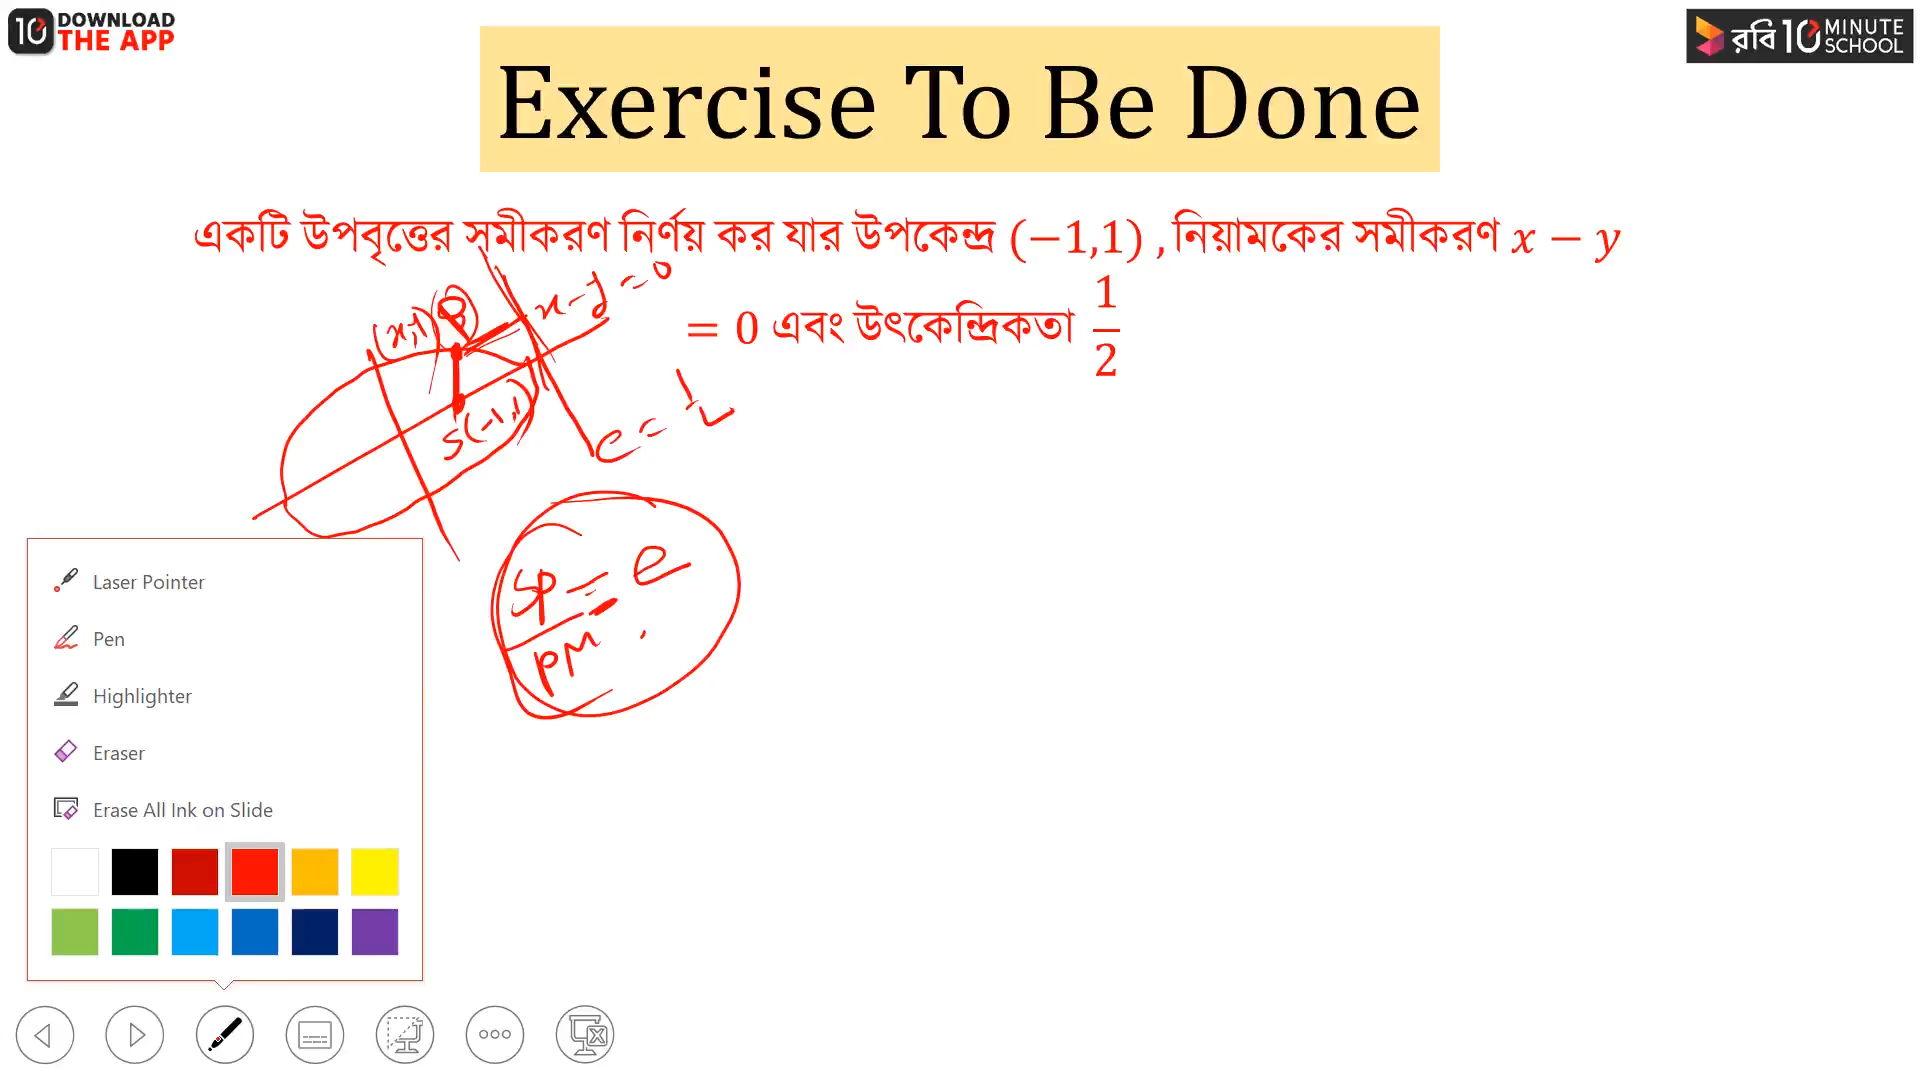 10 DOWNLOAD THE APP
রবি 10 MINUTE SCHOOL
Exercise To Be Done
একটি উপবৃত্তের সমীকরণ নির্ণয় কর যার উপকেন্দ্র (−1,1) ,নিয়ামকের সমীকরণ x − y
= 0 এবং উৎকেন্দ্রিকতা 1/2
x-y=0
S(-1,1)
e = 1/2
SP/PM = e
Laser Pointer
Pen
Highlighter
Eraser
Erase All Ink on Slide